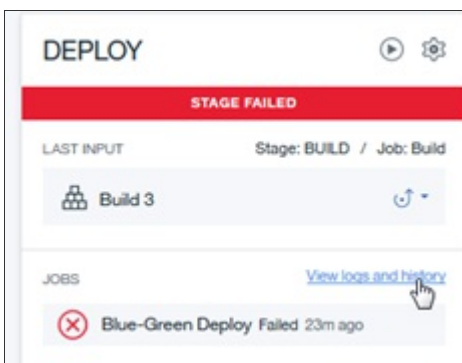 DEPLOY
STAGE FAILED
LAST INPUT Stage: BUILD / Job: Build
Build 3
JOBS View logs and history
Blue-Green Deploy Failed 23m ago